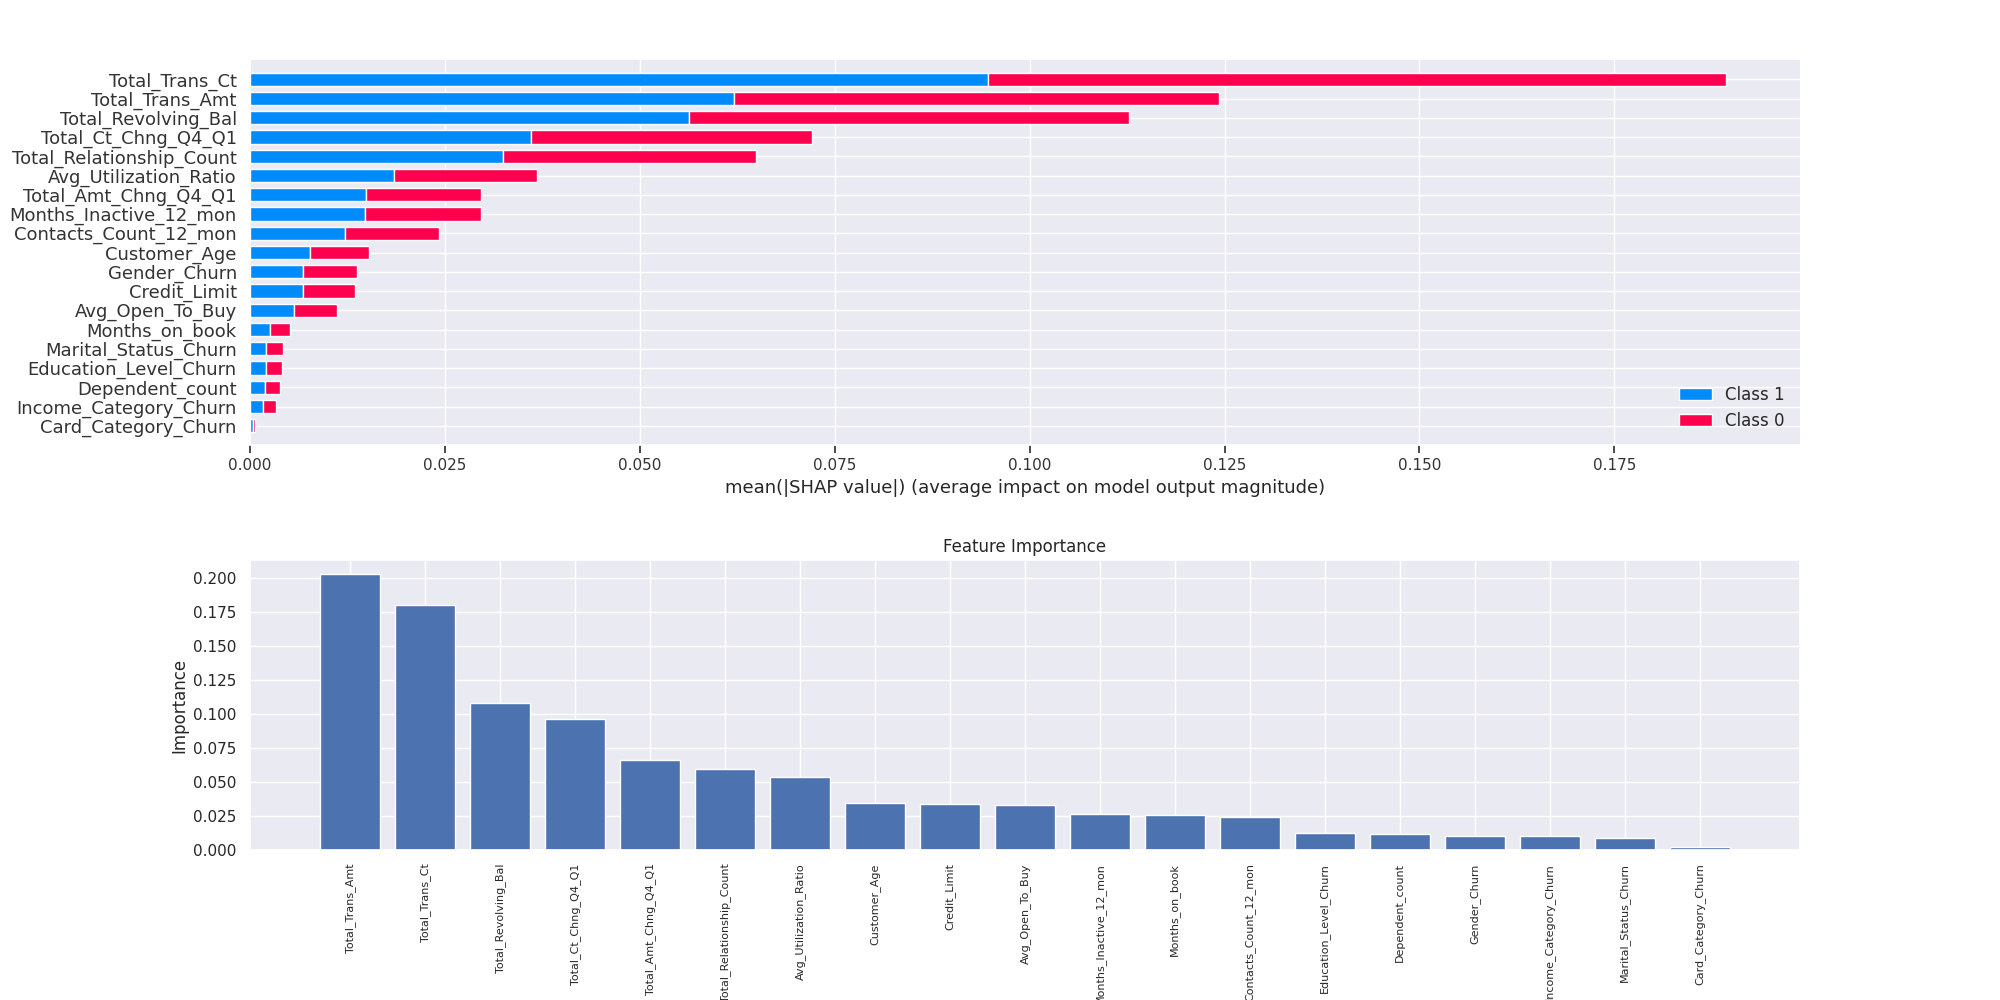 Total_Trans_Ct
Total_Trans_Amt
Total_Revolving_Bal
Total_Ct_Chng_Q4_Q1
Total_Relationship_Count
Avg_Utilization_Ratio
Total_Amt_Chng_Q4_Q1
Months_Inactive_12_mon
Contacts_Count_12_mon
Customer_Age
Gender_Churn
Credit_Limit
Avg_Open_To_Buy
Months_on_book
Marital_Status_Churn
Education_Level_Churn
Dependent_count
Income_Category_Churn
Card_Category_Churn
Class 1
Class 0
0.000 0.025 0.050 0.075 0.100 0.125 0.150 0.175
mean(|SHAP value|) (average impact on model output magnitude)
Feature Importance
Importance
0.200
0.175
0.150
0.125
0.100
0.075
0.050
0.025
0.000
Total_Trans_Amt
Total_Trans_Ct
Total_Revolving_Bal
Total_Ct_Chng_Q4_Q1
Total_Amt_Chng_Q4_Q1
Total_Relationship_Count
Avg_Utilization_Ratio
Customer_Age
Credit_Limit
Avg_Open_To_Buy
Months_Inactive_12_mon
Months_on_book
Contacts_Count_12_mon
Education_Level_Churn
Dependent_count
Gender_Churn
Income_Category_Churn
Marital_Status_Churn
Card_Category_Churn